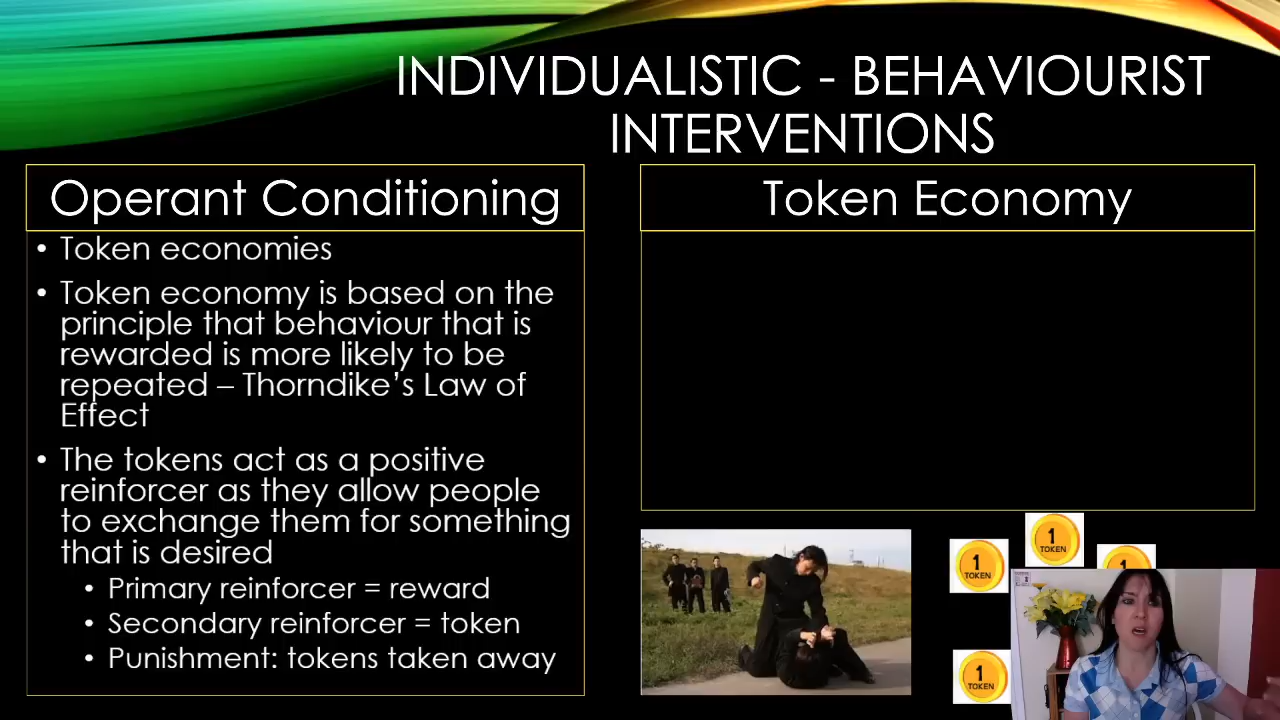 INDIVIDUALISTIC - BEHAVIOURIST
INTERVENTIONS
Operant Conditioning
• Token economies
• Token economy is based on the
principle that behaviour that is
rewarded is more likely to be
repeated – Thorndike's Law of
Effect
• The tokens act as a positive
reinforcer as they allow people
to exchange them for something
that is desired
• Primary reinforcer = reward
• Secondary reinforcer = token
• Punishment: tokens taken away
Token Economy
1
TOKEN
1
TOKEN
1
1
TOKEN